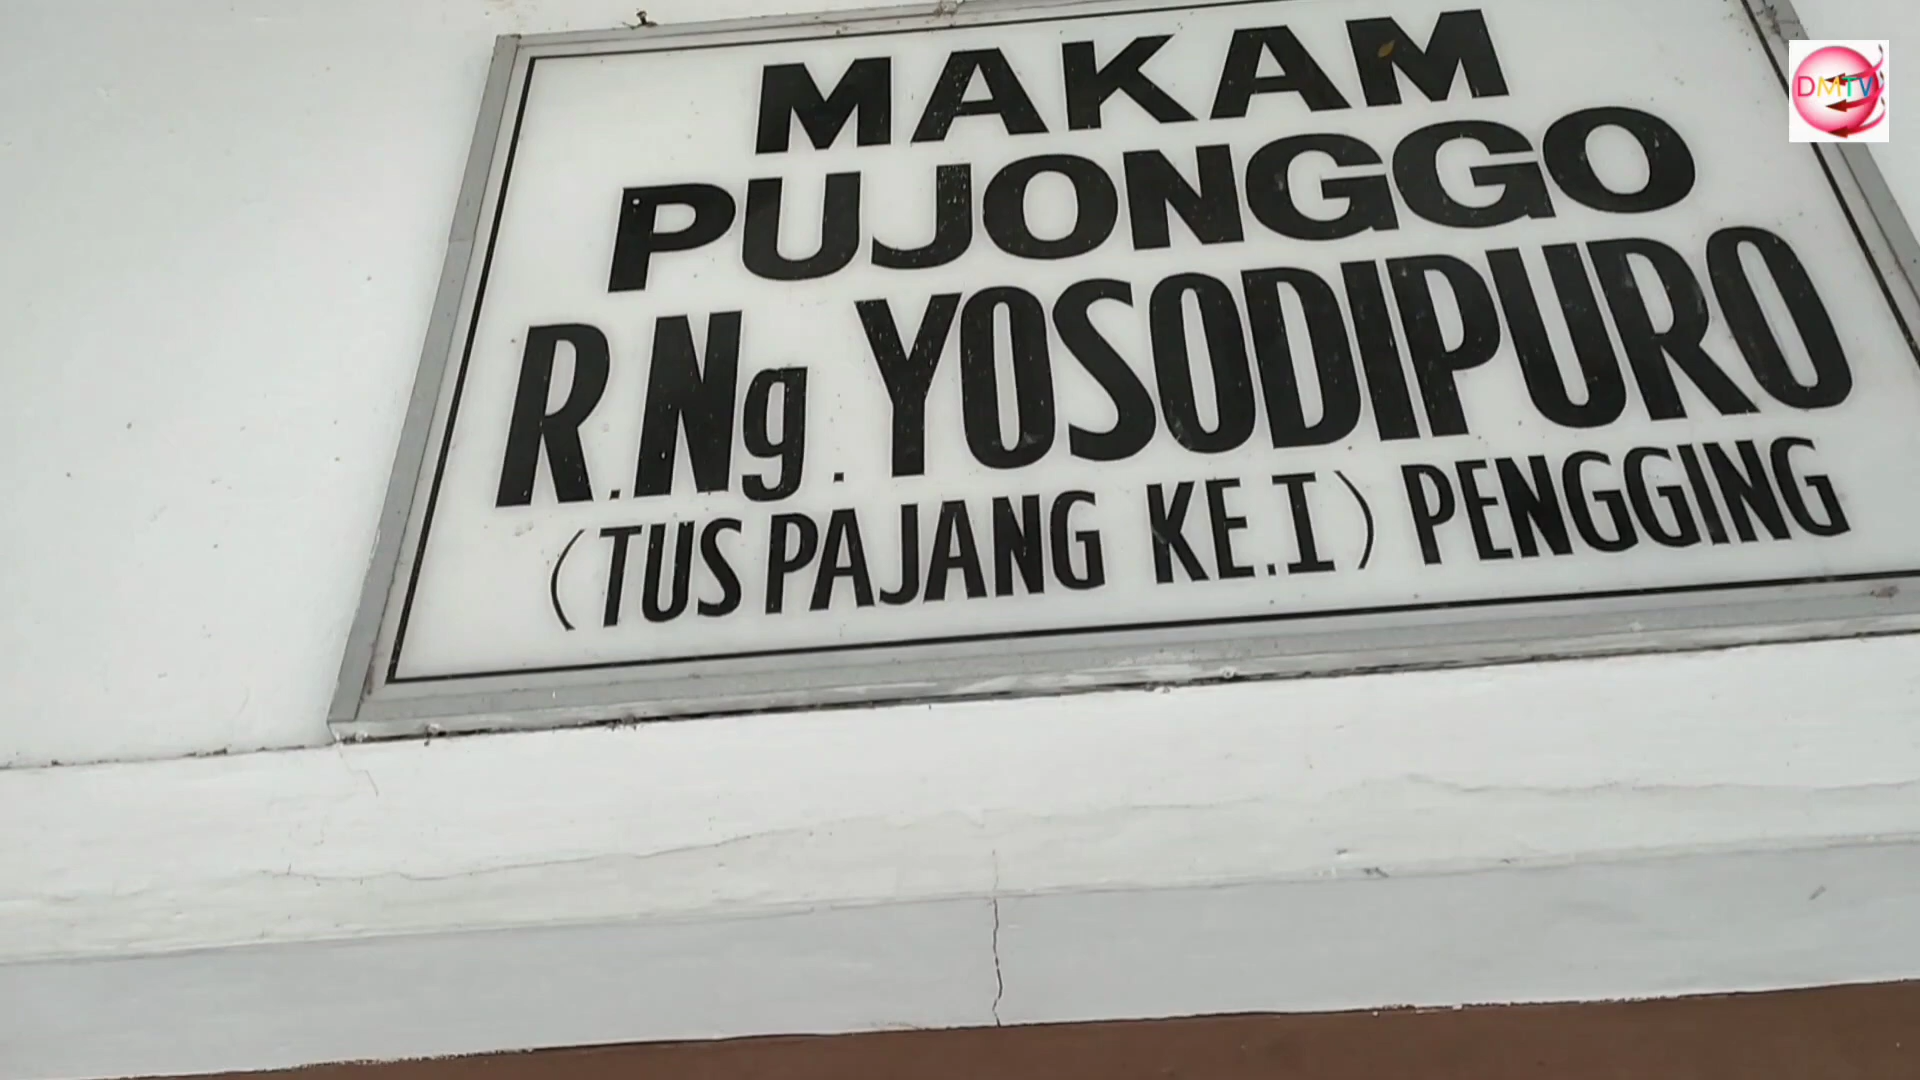 MAKAM
PUJONGGO
R.Ng. YOSODIPURO
(TUS PAJANG KE.I) PENGGING
DMTV